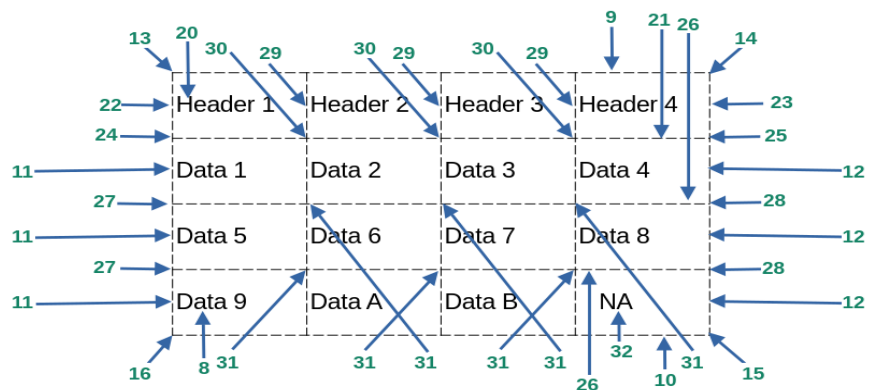 9 21 26
13 20 30 29 30 29 30 29 14
22 Header 1 Header 2 Header 3 Header 4 23
24 25
11 Data 1 Data 2 Data 3 Data 4 12
27 28
11 Data 5 Data 6 Data 7 Data 8 12
27 28
11 Data 9 Data A Data B NA 12
16 8 31 31 31 31 31 32 10 31 15
26